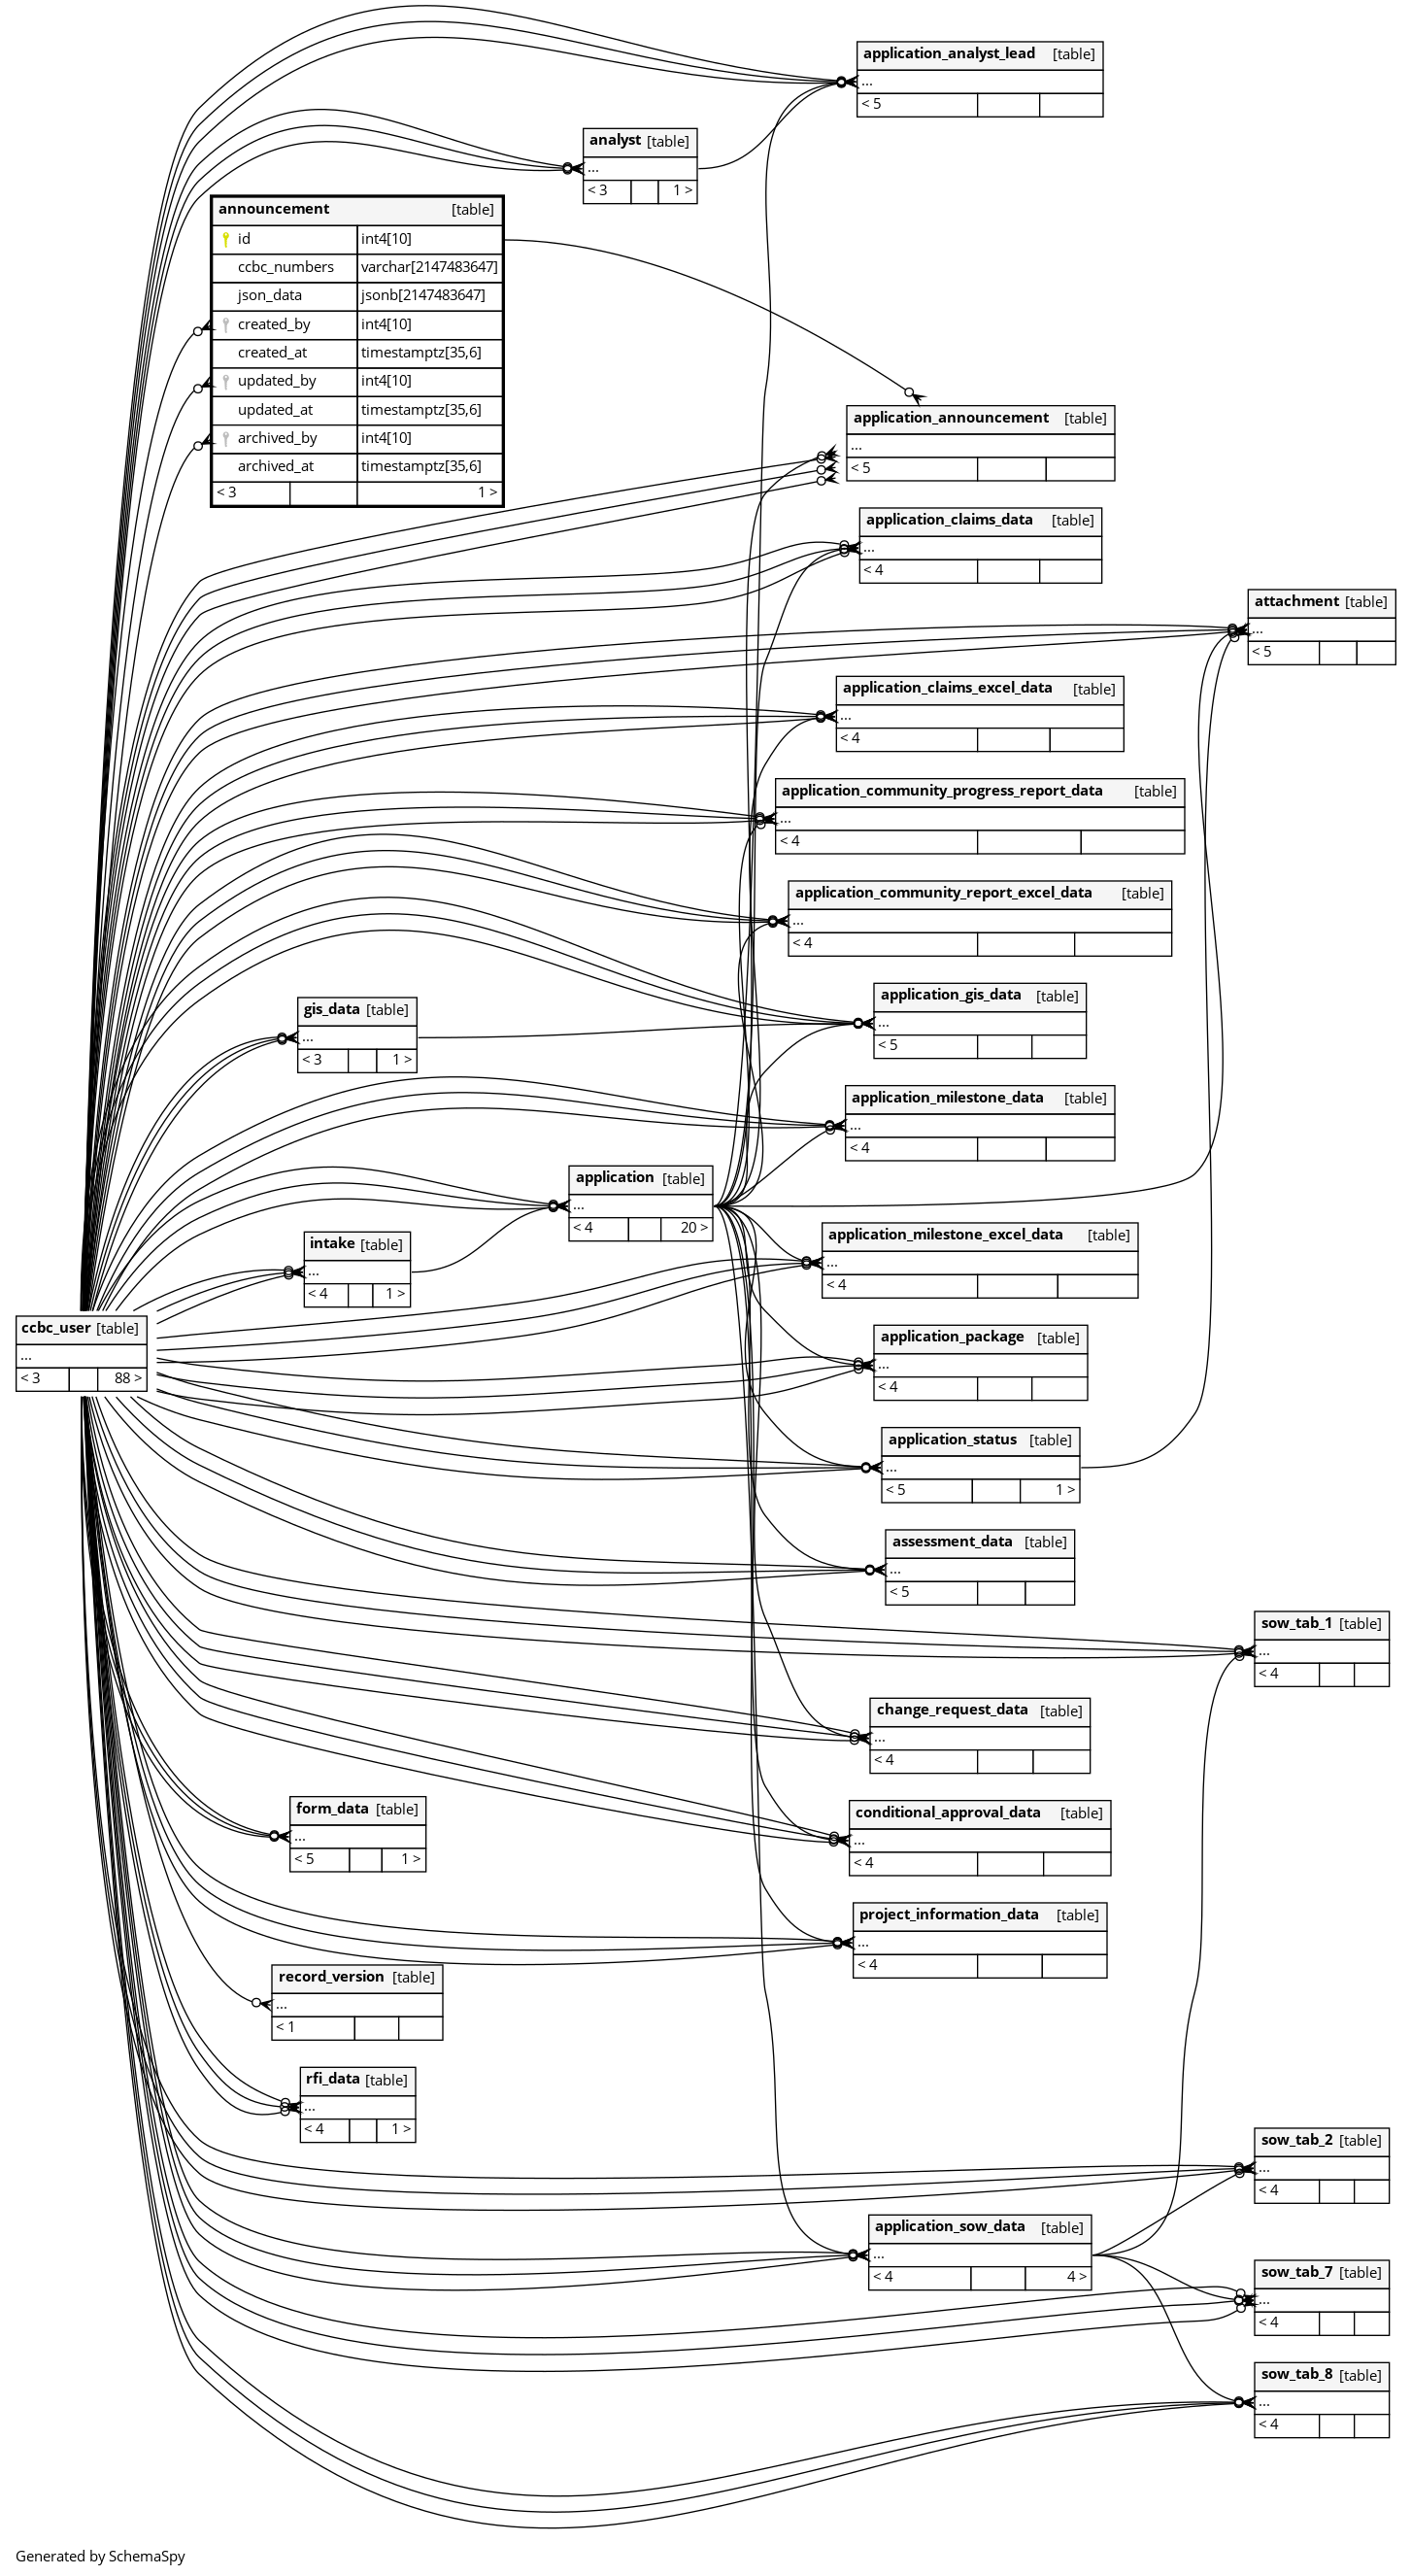 application_analyst_lead [table]
...
< 5
analyst [table]
...
< 3 1 >
announcement [table]
id int4[10]
ccbc_numbers varchar[2147483647]
json_data jsonb[2147483647]
created_by int4[10]
created_at timestamptz[35,6]
updated_by int4[10]
updated_at timestamptz[35,6]
archived_by int4[10]
archived_at timestamptz[35,6]
< 3 1 >
application_announcement [table]
...
< 5
application_claims_data [table]
...
< 4
attachment [table]
...
< 5
application_claims_excel_data [table]
...
< 4
application_community_progress_report_data [table]
...
< 4
application_community_report_excel_data [table]
...
< 4
application_gis_data [table]
...
< 5
gis_data [table]
...
< 3 1 >
application_milestone_data [table]
...
< 4
application [table]
...
< 4 20 >
application_milestone_excel_data [table]
...
< 4
intake [table]
...
< 4 1 >
ccbc_user [table]
...
< 3 88 >
application_package [table]
...
< 4
application_status [table]
...
< 5 1 >
assessment_data [table]
...
< 5
sow_tab_1 [table]
...
< 4
change_request_data [table]
...
< 4
form_data [table]
...
< 5 1 >
conditional_approval_data [table]
...
< 4
project_information_data [table]
...
< 4
record_version [table]
...
< 1
rfi_data [table]
...
< 4 1 >
sow_tab_2 [table]
...
< 4
application_sow_data [table]
...
< 4 4 >
sow_tab_7 [table]
...
< 4
sow_tab_8 [table]
...
< 4
Generated by SchemaSpy